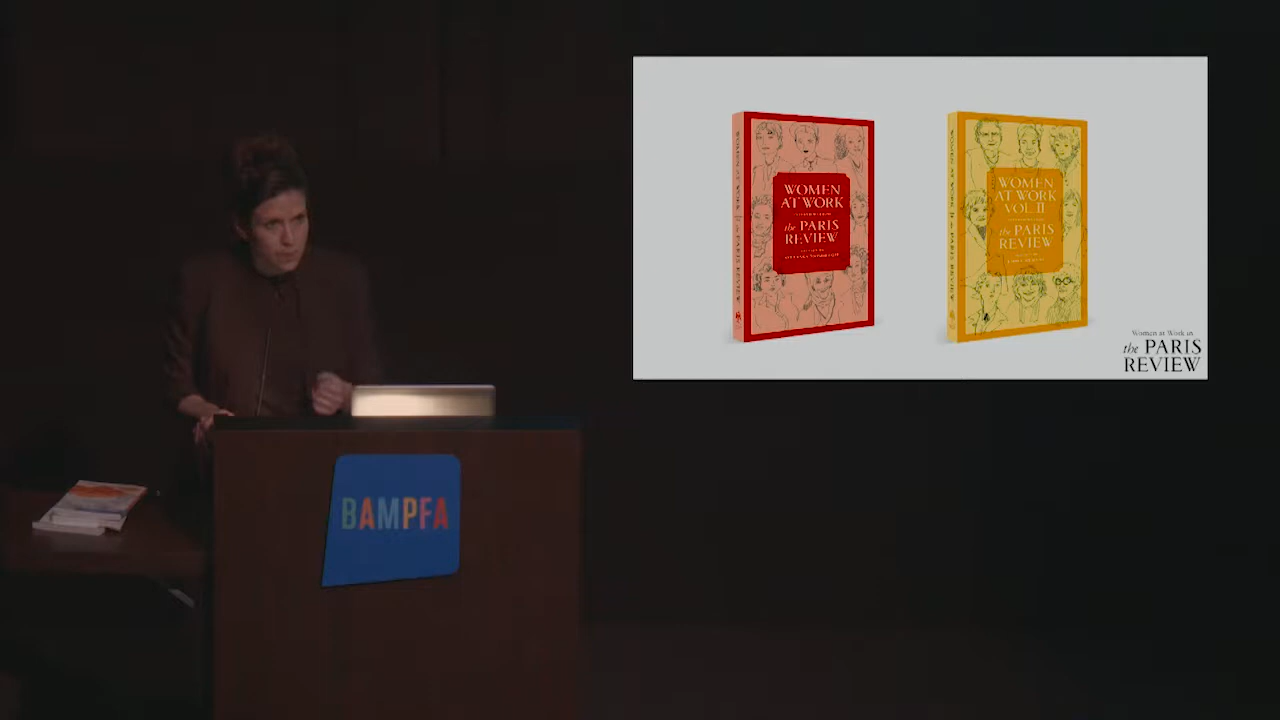 WOMEN
AT WORK
the PARIS
REVIEW
WOMEN
AT WORK
VOL. II
the PARIS
REVIEW
Women at Work in
the PARIS
REVIEW
BAMPFA